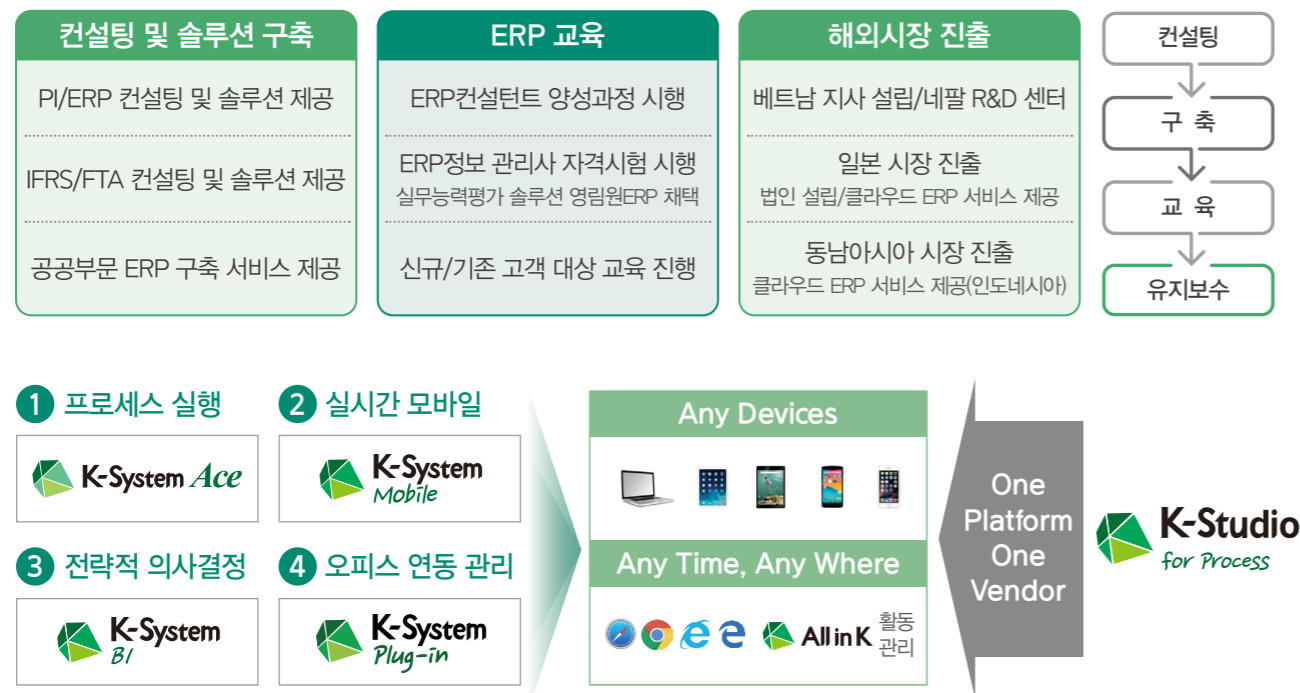 컨설팅 및 솔루션 구축
PI/ERP 컨설팅 및 솔루션 제공
IFRS/FTA 컨설팅 및 솔루션 제공
공공부문 ERP 구축 서비스 제공
ERP 교육
ERP컨설턴트 양성과정 시행
ERP정보 관리사 자격시험 시행
실무능력평가 솔루션 영림원ERP 채택
신규/기존 고객 대상 교육 진행
해외시장 진출
베트남 지사 설립/네팔 R&D 센터
일본 시장 진출
법인 설립/클라우드 ERP 서비스 제공
동남아시아 시장 진출
클라우드 ERP 서비스 제공(인도네시아)
컨설팅
구 축
교 육
유지보수
1 프로세스 실행
K-System Ace
2 실시간 모바일
K-System
Mobile
3 전략적 의사결정
K-System
BI
4 오피스 연동 관리
K-System
Plug-in
Any Devices
Any Time, Any Where
All in K
활동
관리
One
Platform
One
Vendor
K-Studio
for Process